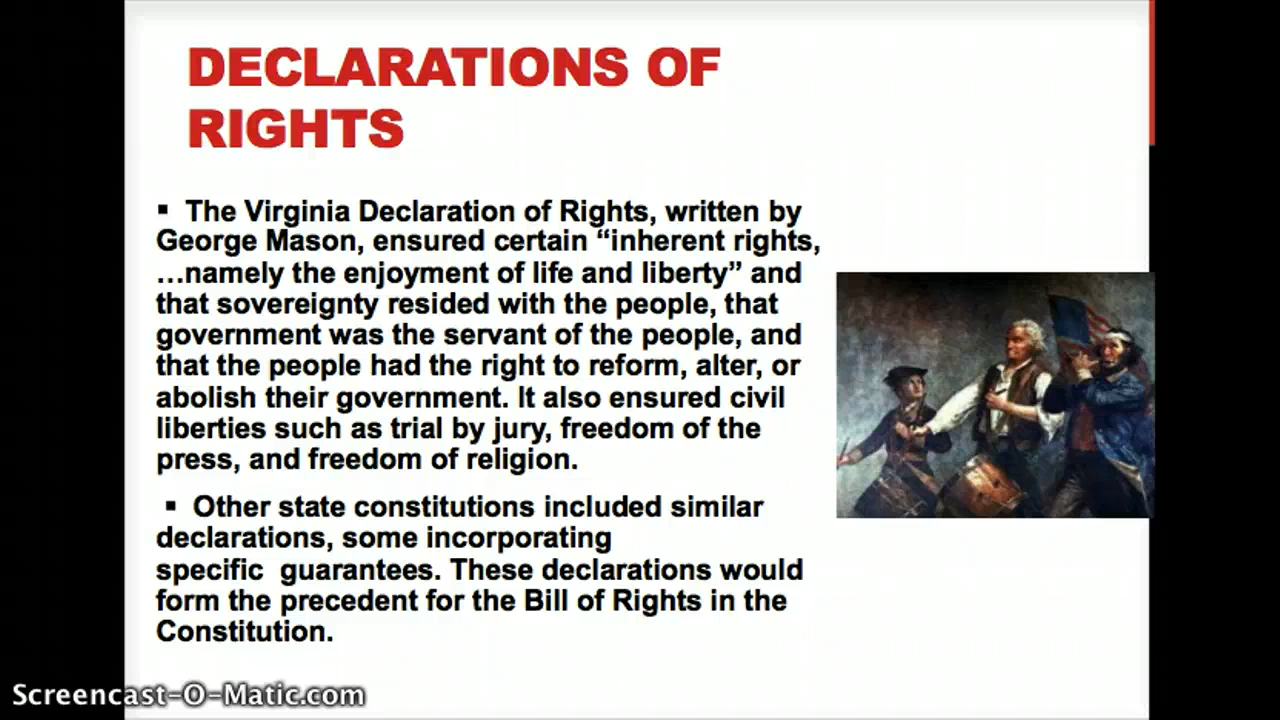 DECLARATIONS OF
RIGHTS
▪ The Virginia Declaration of Rights, written by
George Mason, ensured certain “inherent rights,
…namely the enjoyment of life and liberty” and
that sovereignty resided with the people, that
government was the servant of the people, and
that the people had the right to reform, alter, or
abolish their government. It also ensured civil
liberties such as trial by jury, freedom of the
press, and freedom of religion.
▪ Other state constitutions included similar
declarations, some incorporating
specific  guarantees. These declarations would
form the precedent for the Bill of Rights in the
Constitution.
Screencast-O-Matic.com